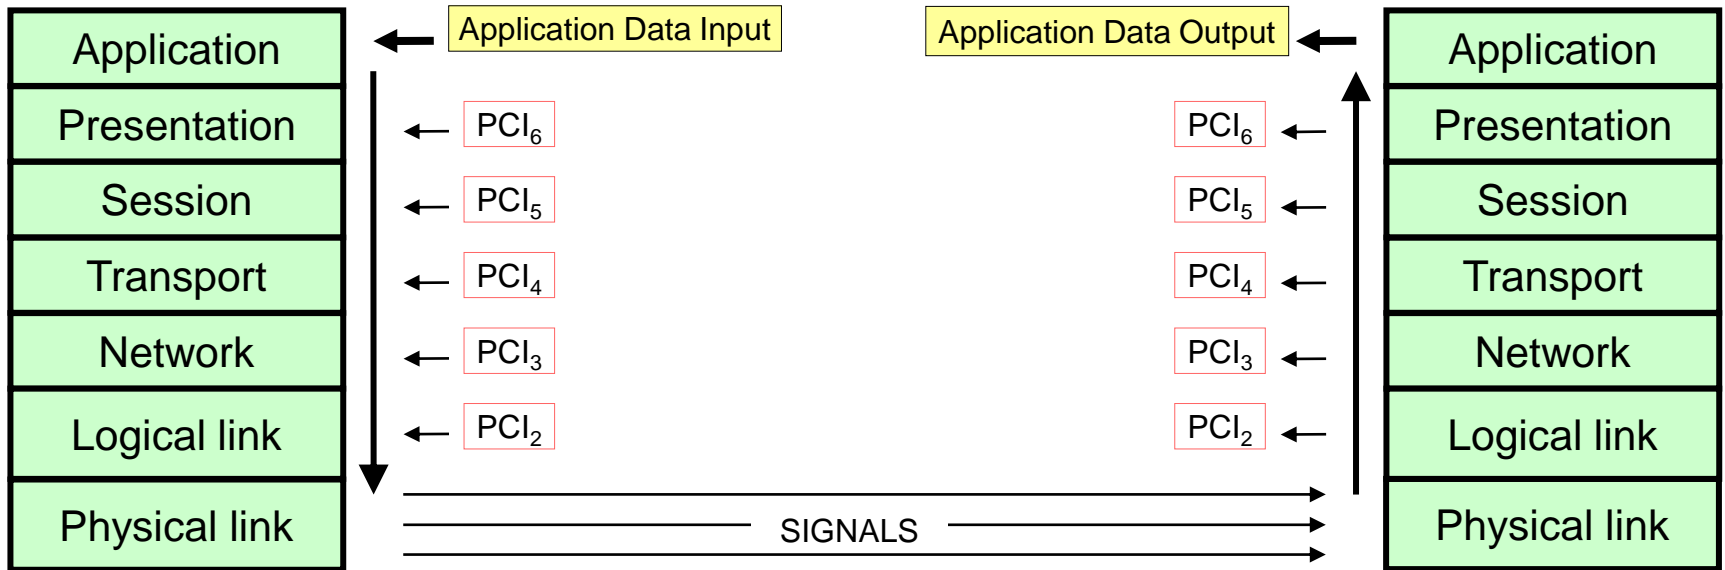 Application
Application Data Input
Application Data Output
Application
Presentation
PCI₆
PCI₆
Presentation
Session
PCI₅
PCI₅
Session
Transport
PCI₄
PCI₄
Transport
Network
PCI₃
PCI₃
Network
Logical link
PCI₂
PCI₂
Logical link
Physical link
SIGNALS
Physical link